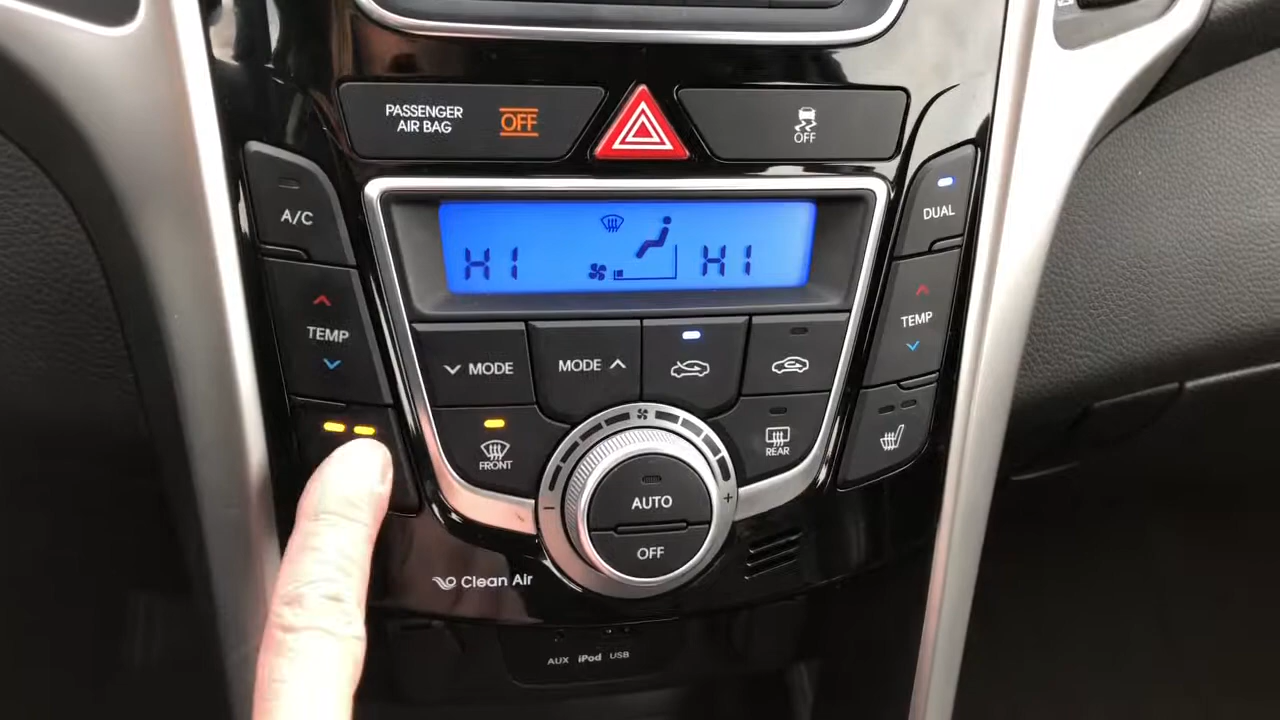 PASSENGER
AIR BAG
OFF
OFF
A/C
DUAL
HI
HI
TEMP
TEMP
MODE
MODE
FRONT
REAR
AUTO
OFF
Clean Air
AUX iPod USB